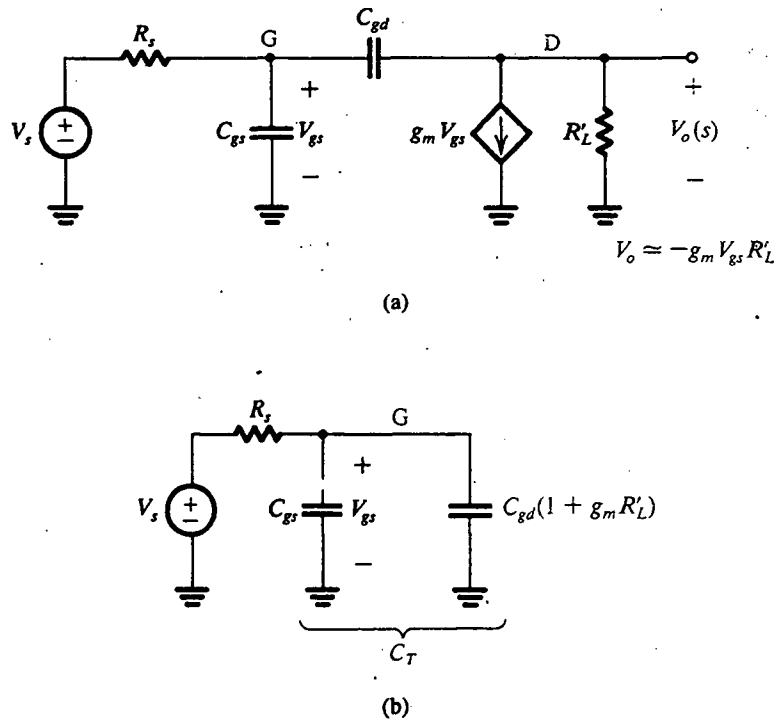 C_gd
R_s G D
+ +
V_s + − C_gs V_gs g_m V_gs R'_L V_o(s)
− −
V_o ≃ −g_m V_gs R'_L
(a)
R_s G
+
V_s + − C_gs V_gs C_gd(1 + g_m R'_L)
−
C_T
(b)